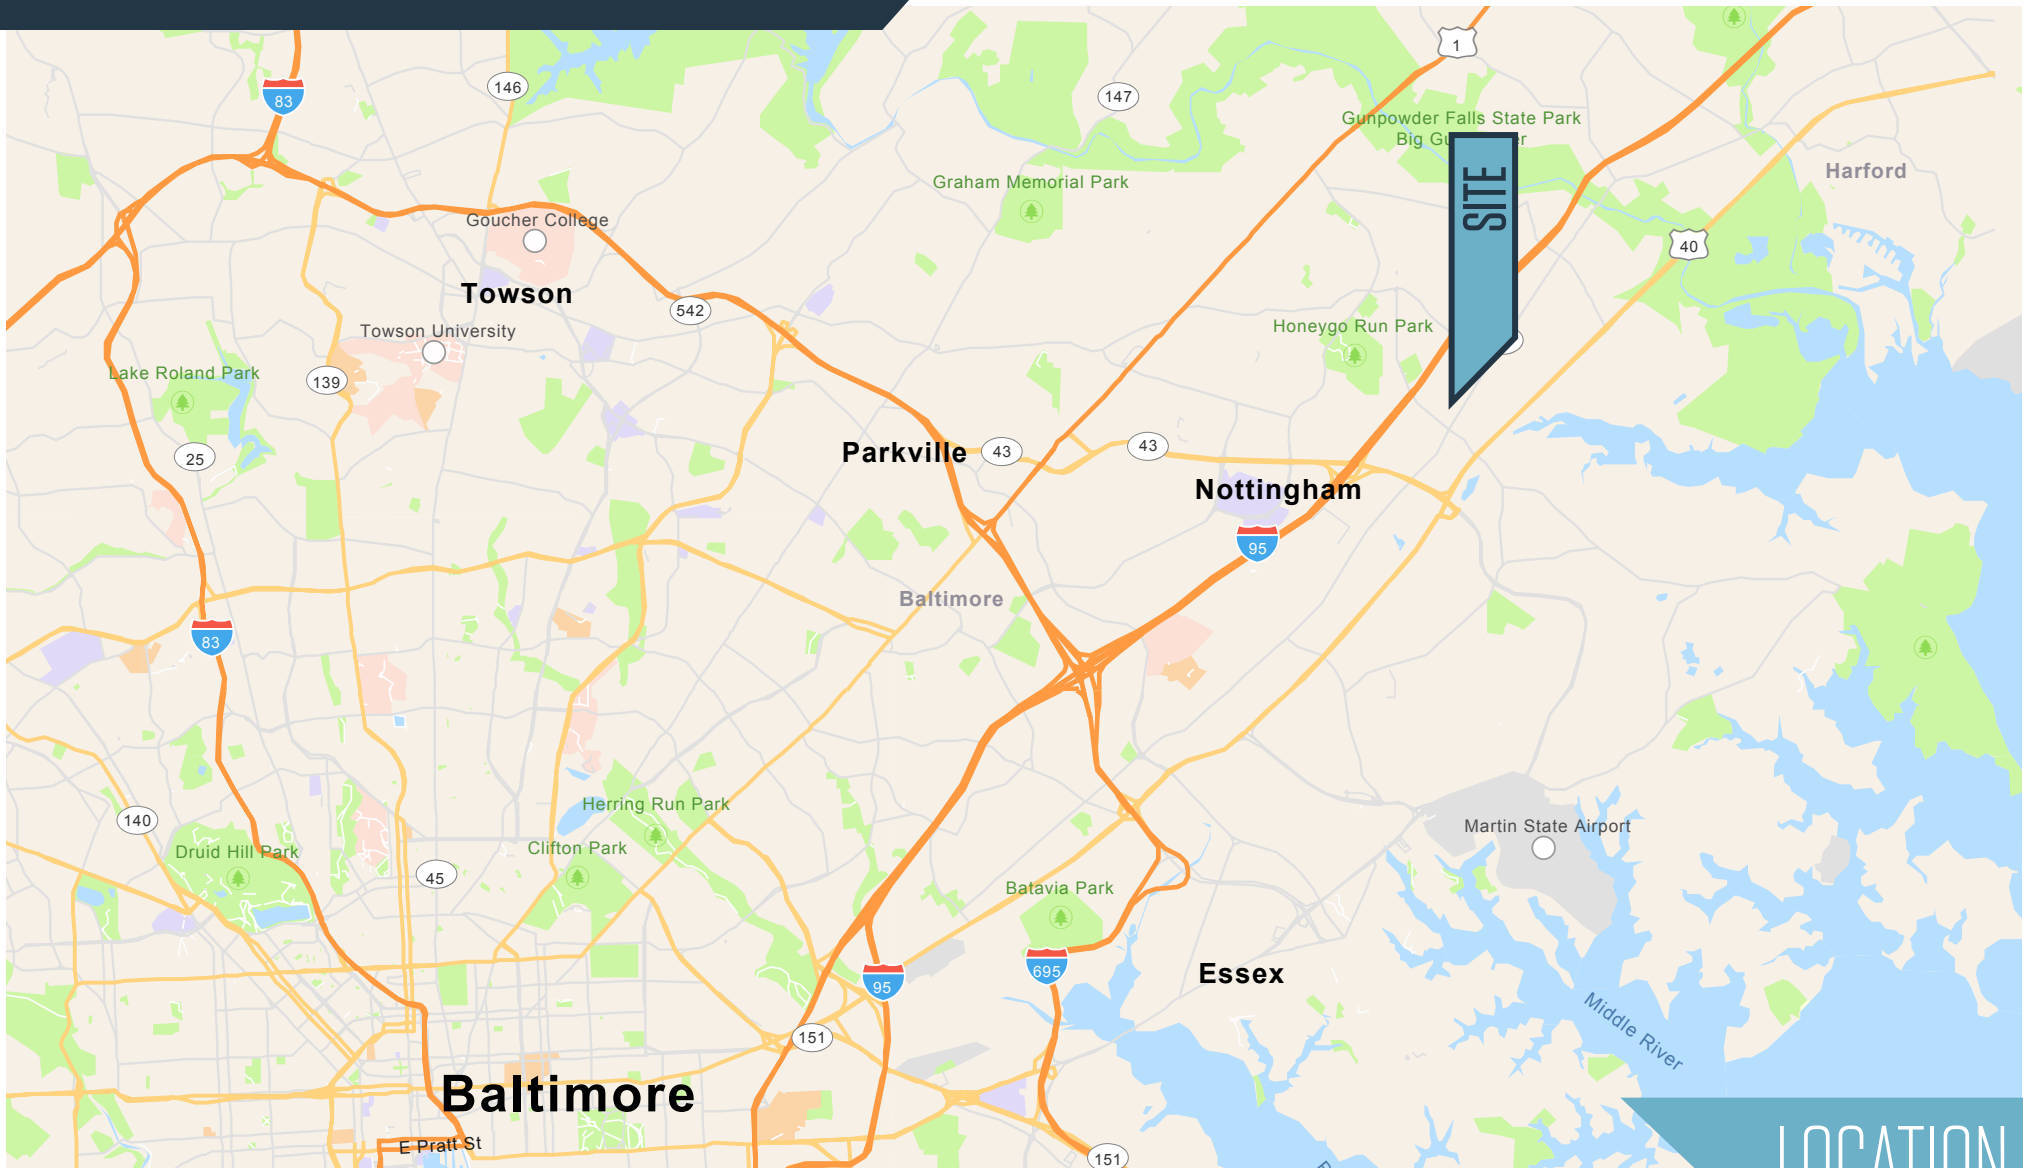 1
83
146
147
Gunpowder Falls State Park
Big Gu
r
SITE
Harford
Graham Memorial Park
Goucher College
40
Towson
542
Towson University
Honeygo Run Park
Lake Roland Park
139
25
Parkville
43
43
Nottingham
95
Baltimore
83
Herring Run Park
140
Martin State Airport
Druid Hill Park
Clifton Park
45
Batavia Park
695
Essex
95
Middle River
151
Baltimore
E Pratt St
151
LOCATION